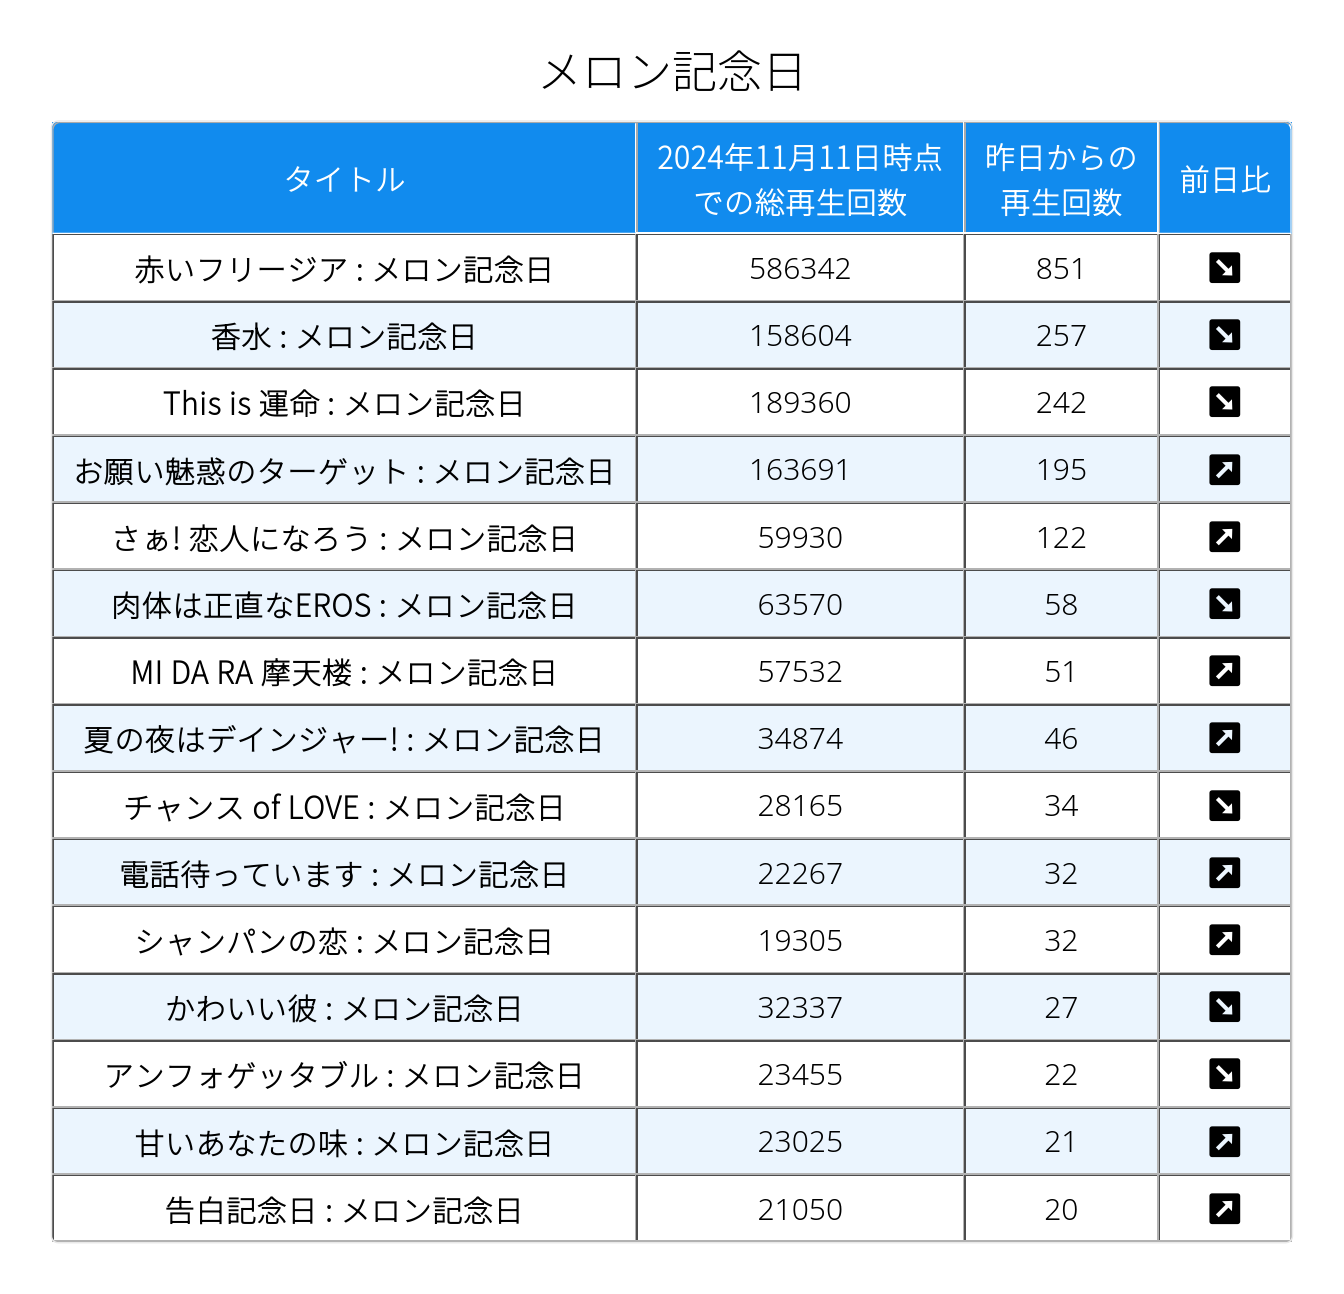 メロン記念日
タイトル 2024年11月11日時点での総再生回数 昨日からの再生回数 前日比
赤いフリージア : メロン記念日 586342 851 ↘
香水 : メロン記念日 158604 257 ↘
This is 運命 : メロン記念日 189360 242 ↘
お願い魅惑のターゲット : メロン記念日 163691 195 ↗
さぁ! 恋人になろう : メロン記念日 59930 122 ↗
肉体は正直なEROS : メロン記念日 63570 58 ↘
MI DA RA 摩天楼 : メロン記念日 57532 51 ↗
夏の夜はデインジャー! : メロン記念日 34874 46 ↗
チャンス of LOVE : メロン記念日 28165 34 ↘
電話待っています : メロン記念日 22267 32 ↗
シャンパンの恋 : メロン記念日 19305 32 ↗
かわいい彼 : メロン記念日 32337 27 ↘
アンフォゲッタブル : メロン記念日 23455 22 ↘
甘いあなたの味 : メロン記念日 23025 21 ↗
告白記念日 : メロン記念日 21050 20 ↗